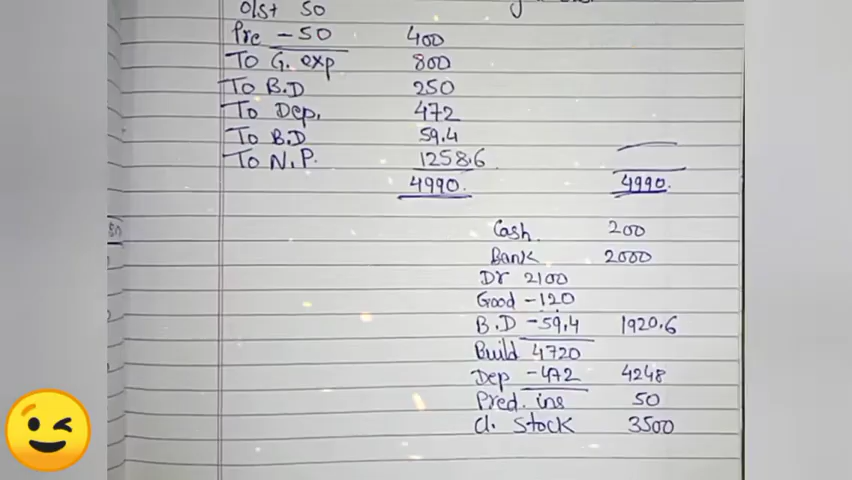 O/St 50
Pre - 50 400
To G. exp 800
To B.D 250
To Dep. 472
To B.D 59.4
To N.P. 1258.6
4990. 4990.
Cash 200
Bank 2000
Dr 2100
Good - 120
B.D - 59.4 1920.6
Build 4720
Dep - 472 4248
Pred. ins 50
Cl. Stock 3500